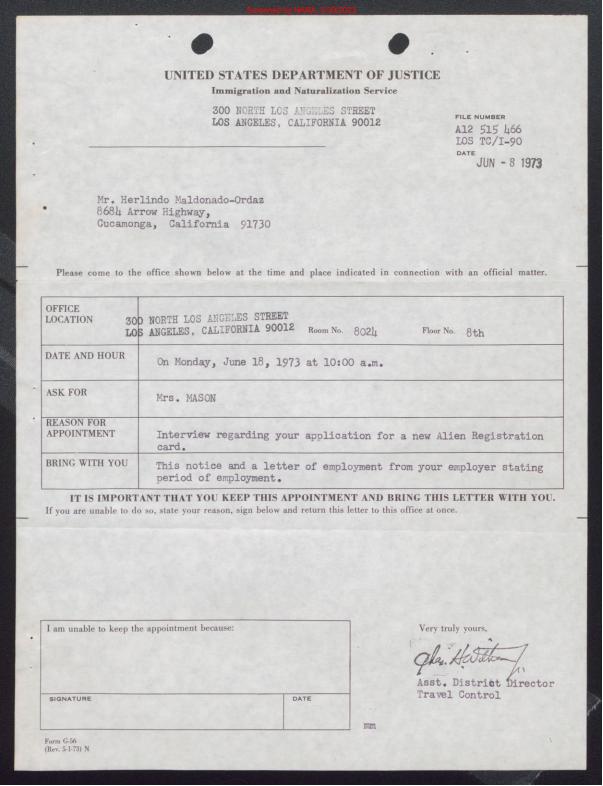 UNITED STATES DEPARTMENT OF JUSTICE
Immigration and Naturalization Service
300 NORTH LOS ANGELES STREET
LOS ANGELES, CALIFORNIA 90012
FILE NUMBER
A12 515 466
LOS TC/I-90
DATE
JUN - 8 1973
Mr. Herlindo Maldonado-Ordaz
8684 Arrow Highway,
Cucamonga, California 91730
Please come to the office shown below at the time and place indicated in connection with an official matter.
OFFICE LOCATION
300 NORTH LOS ANGELES STREET
LOS ANGELES, CALIFORNIA 90012 Room No. 8024 Floor No. 8th
DATE AND HOUR
On Monday, June 18, 1973 at 10:00 a.m.
ASK FOR
Mrs. MASON
REASON FOR APPOINTMENT
Interview regarding your application for a new Alien Registration
card.
BRING WITH YOU
This notice and a letter of employment from your employer stating
period of employment.
IT IS IMPORTANT THAT YOU KEEP THIS APPOINTMENT AND BRING THIS LETTER WITH YOU.
If you are unable to do so, state your reason, sign below and return this letter to this office at once.
I am unable to keep the appointment because:
SIGNATURE
DATE
Very truly yours,
Asst. District Director
Travel Control
Form G-56
(Rev. 5-1-73) N